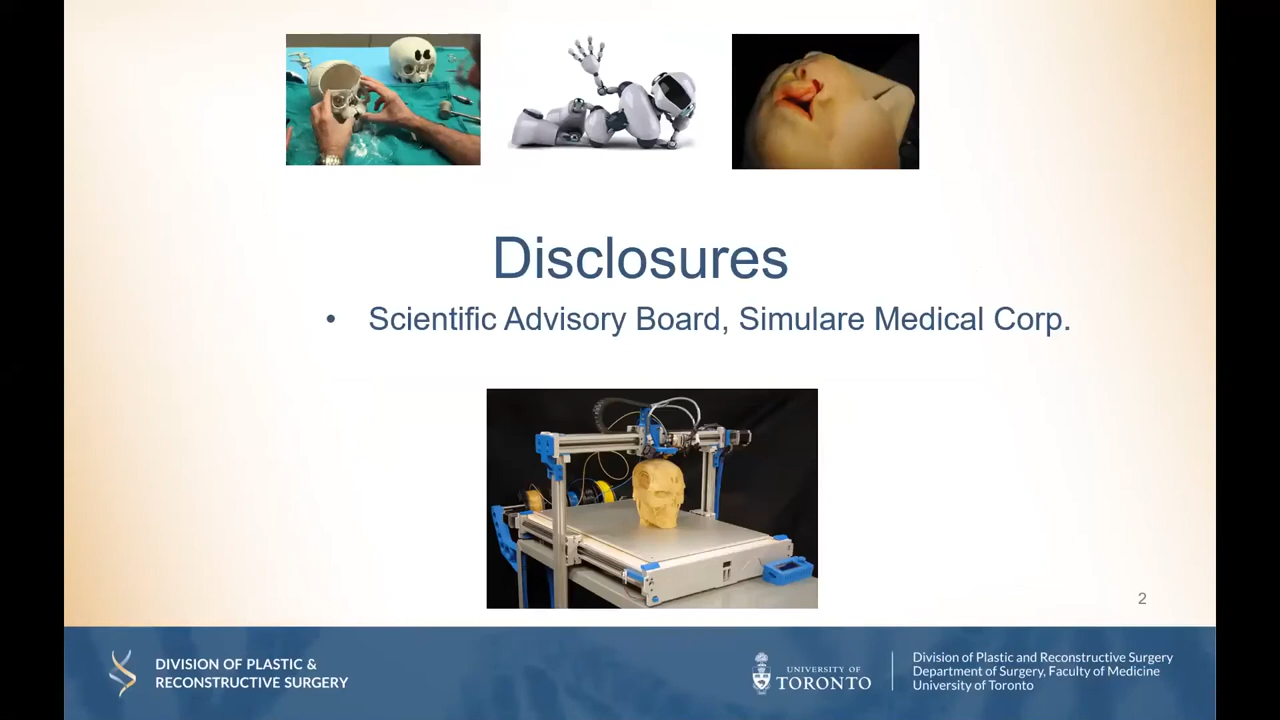 Disclosures
• Scientific Advisory Board, Simulare Medical Corp.
2
DIVISION OF PLASTIC &
RECONSTRUCTIVE SURGERY
UNIVERSITY OF
TORONTO
Division of Plastic and Reconstructive Surgery
Department of Surgery, Faculty of Medicine
University of Toronto